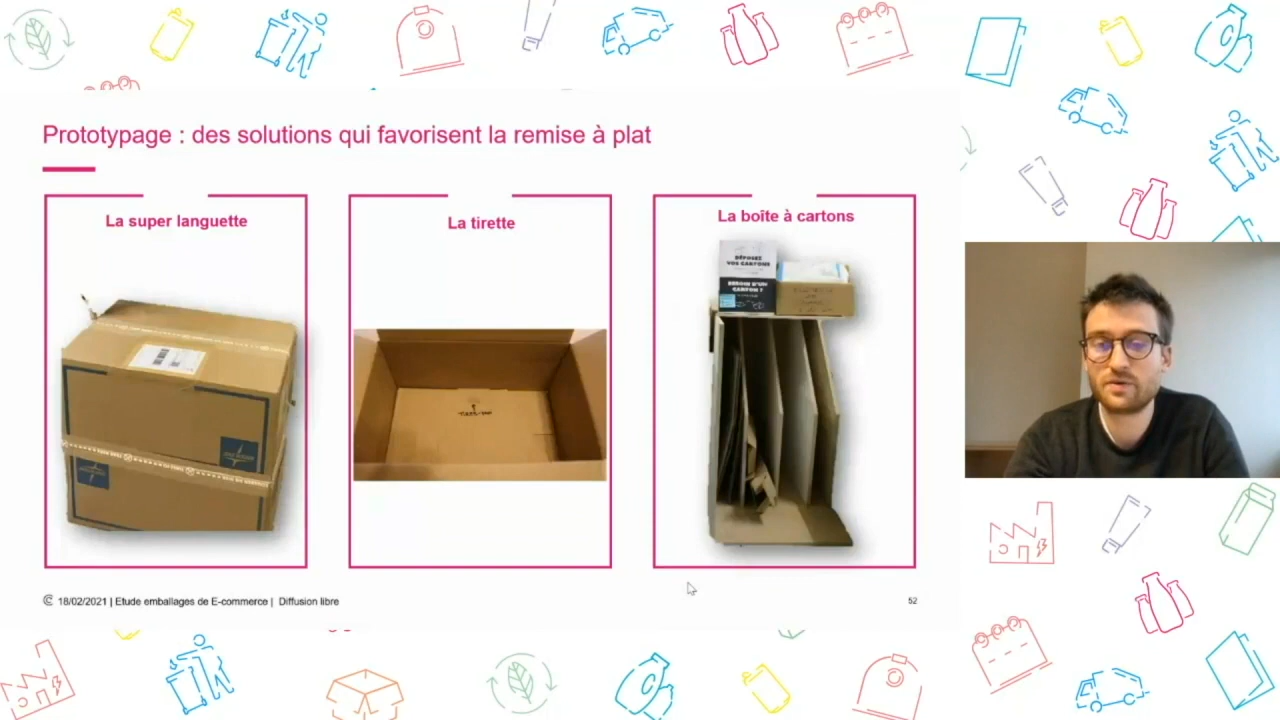 Prototypage : des solutions qui favorisent la remise à plat
La super languette
La tirette
La boîte à cartons
DÉPOSEZ
VOS CARTONS
BESOIN D'UN
CARTON ?
18/02/2021 | Etude emballages de E-commerce | Diffusion libre
52